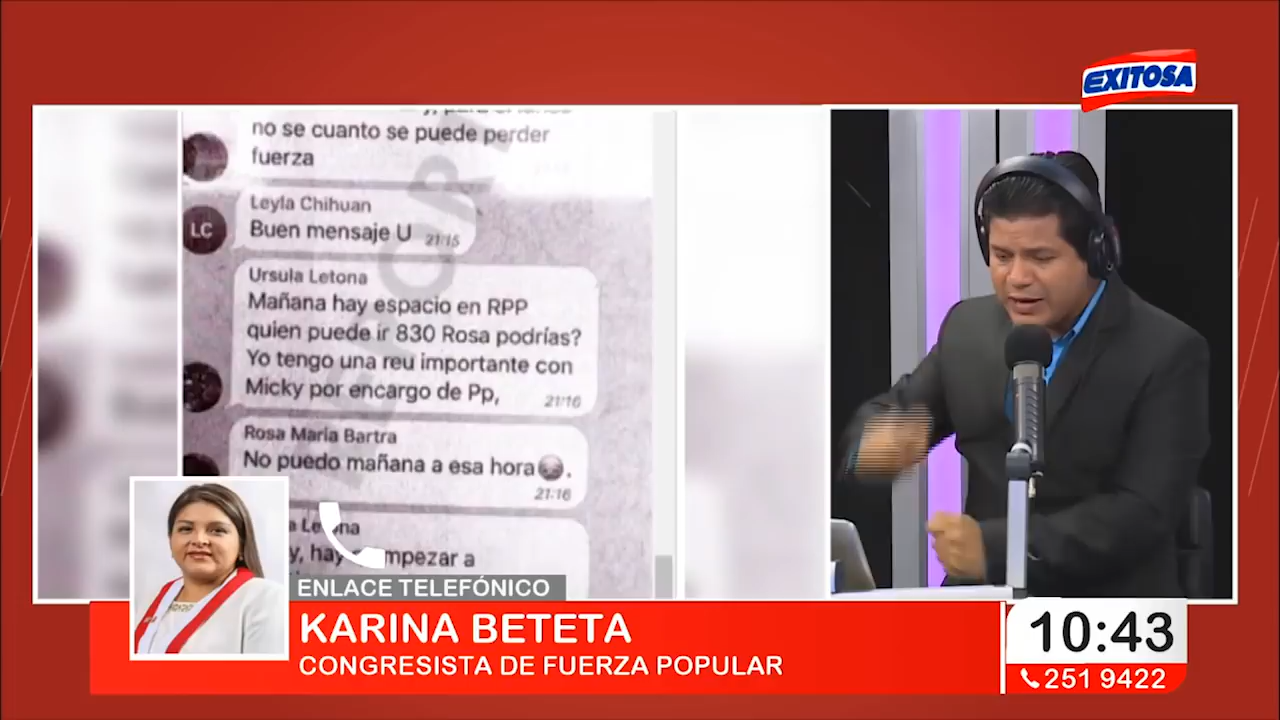 EXITOSA
no se cuanto se puede perder
fuerza
Leyla Chihuan
LC
Buen mensaje U 21:15
Ursula Letona
Mañana hay espacio en RPP
quien puede ir 830 Rosa podrías?
Yo tengo una reu importante con
Micky por encargo de Pp,
21:16
Rosa Maria Bartra
No puedo mañana a esa hora
21:16
mpezar a
ENLACE TELEFÓNICO
KARINA BETETA
CONGRESISTA DE FUERZA POPULAR
10:43
251 9422